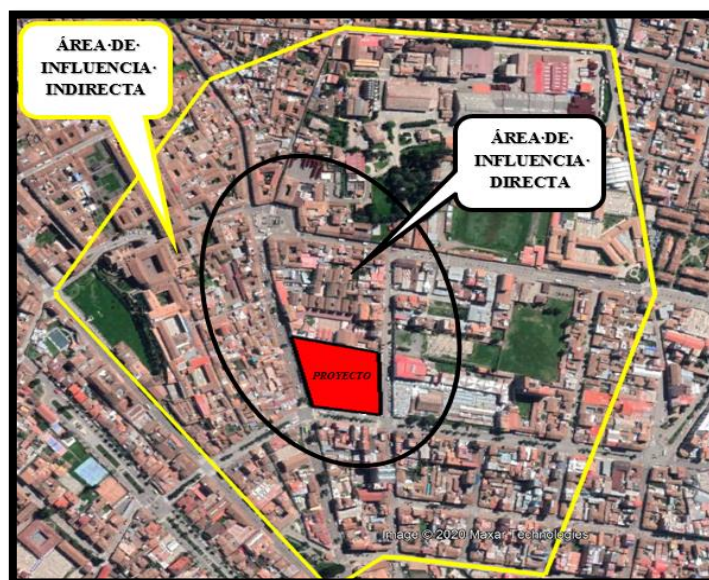 ÁREA·DE·
INFLUENCIA·
INDIRECTA
ÁREA·DE·
INFLUENCIA·
DIRECTA
PROYECTO
Image © 2020 Maxar Technologies